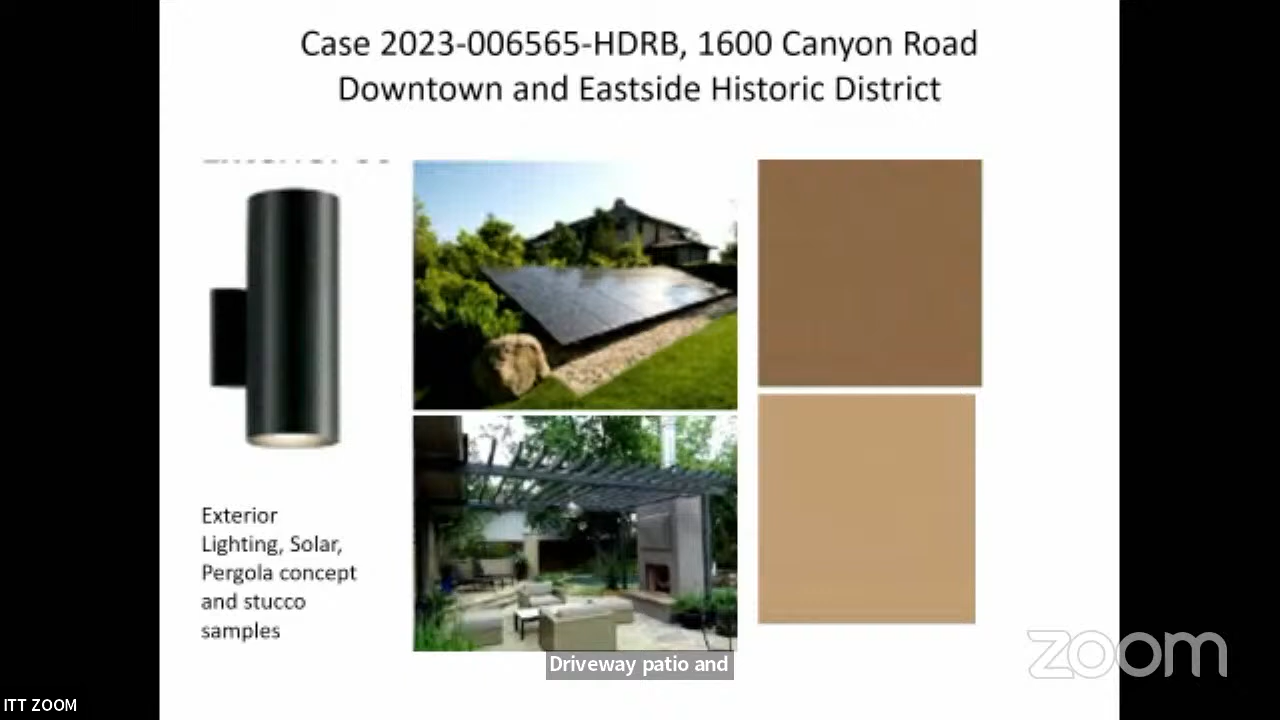 Case 2023-006565-HDRB, 1600 Canyon Road
Downtown and Eastside Historic District
Exterior
Lighting, Solar,
Pergola concept
and stucco
samples
Driveway patio and
zoom
ITT ZOOM